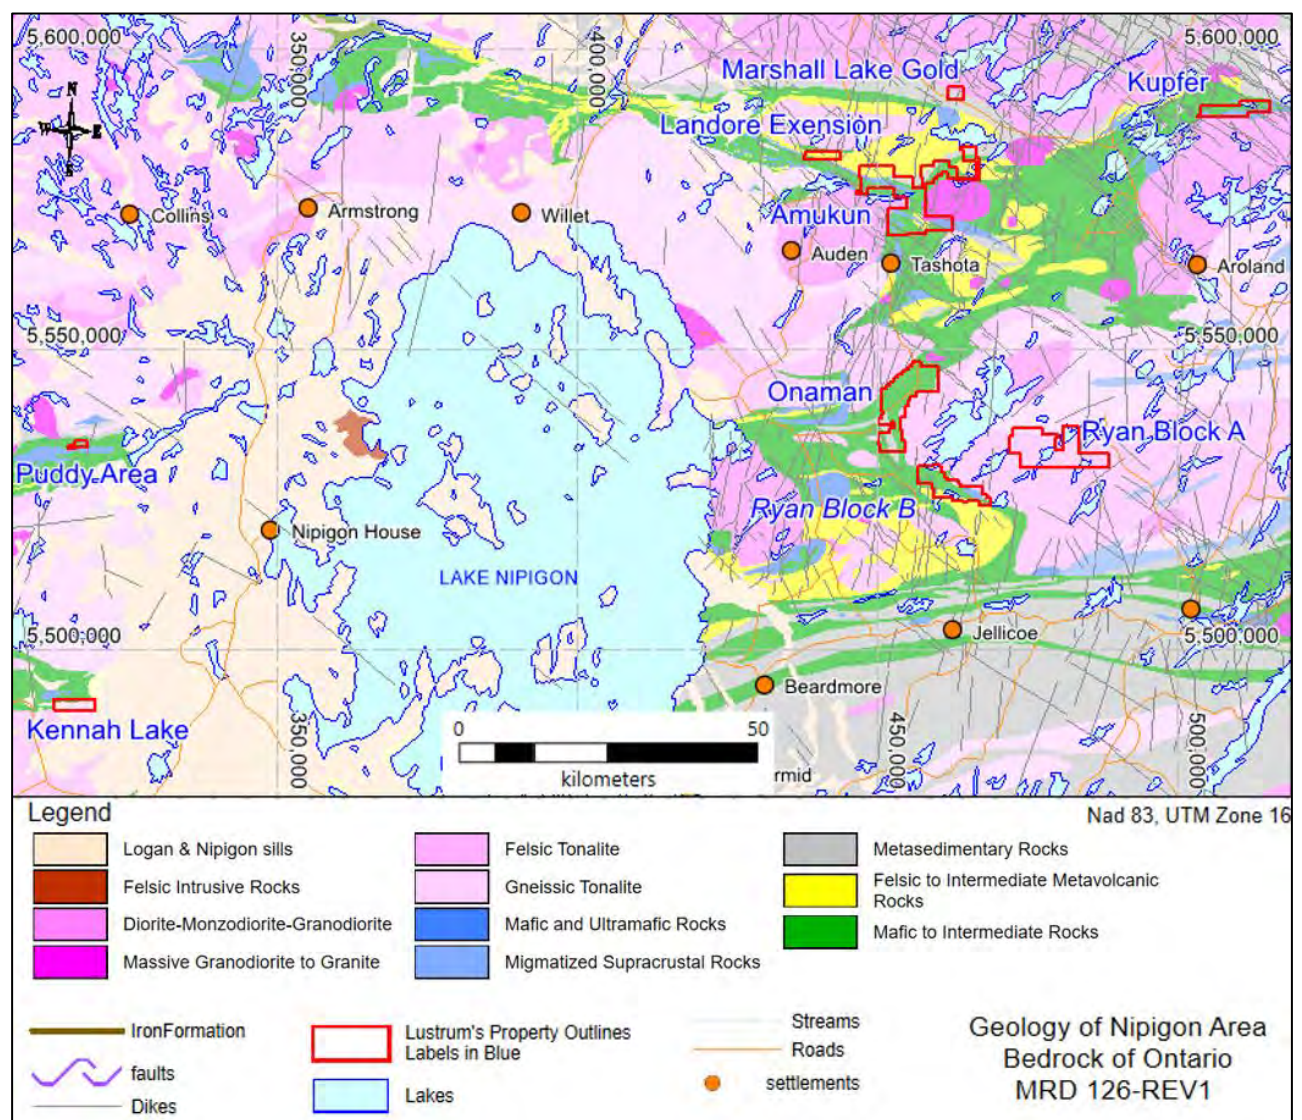 5,600,000
350,000
400,000
5,600,000
Marshall Lake Gold
Kupfer
N
W
E
S
Landore Exension
Collins
Armstrong
Willet
Amukun
Auden
Tashota
Aroland
5,550,000
5,550,000
Onaman
Ryan Block A
Puddy Area
Ryan Block B
Nipigon House
LAKE NIPIGON
5,500,000
5,500,000
Jellicoe
Beardmore
Kennah Lake
350,000
0
50
kilometers
rmid
450,000
500,000
Legend
Nad 83, UTM Zone 16
Logan & Nipigon sills
Felsic Intrusive Rocks
Diorite-Monzodiorite-Granodiorite
Massive Granodiorite to Granite
Felsic Tonalite
Gneissic Tonalite
Mafic and Ultramafic Rocks
Migmatized Supracrustal Rocks
Metasedimentary Rocks
Felsic to Intermediate Metavolcanic
Rocks
Mafic to Intermediate Rocks
IronFormation
faults
Dikes
Lustrum's Property Outlines
Labels in Blue
Lakes
Streams
Roads
settlements
Geology of Nipigon Area
Bedrock of Ontario
MRD 126-REV1